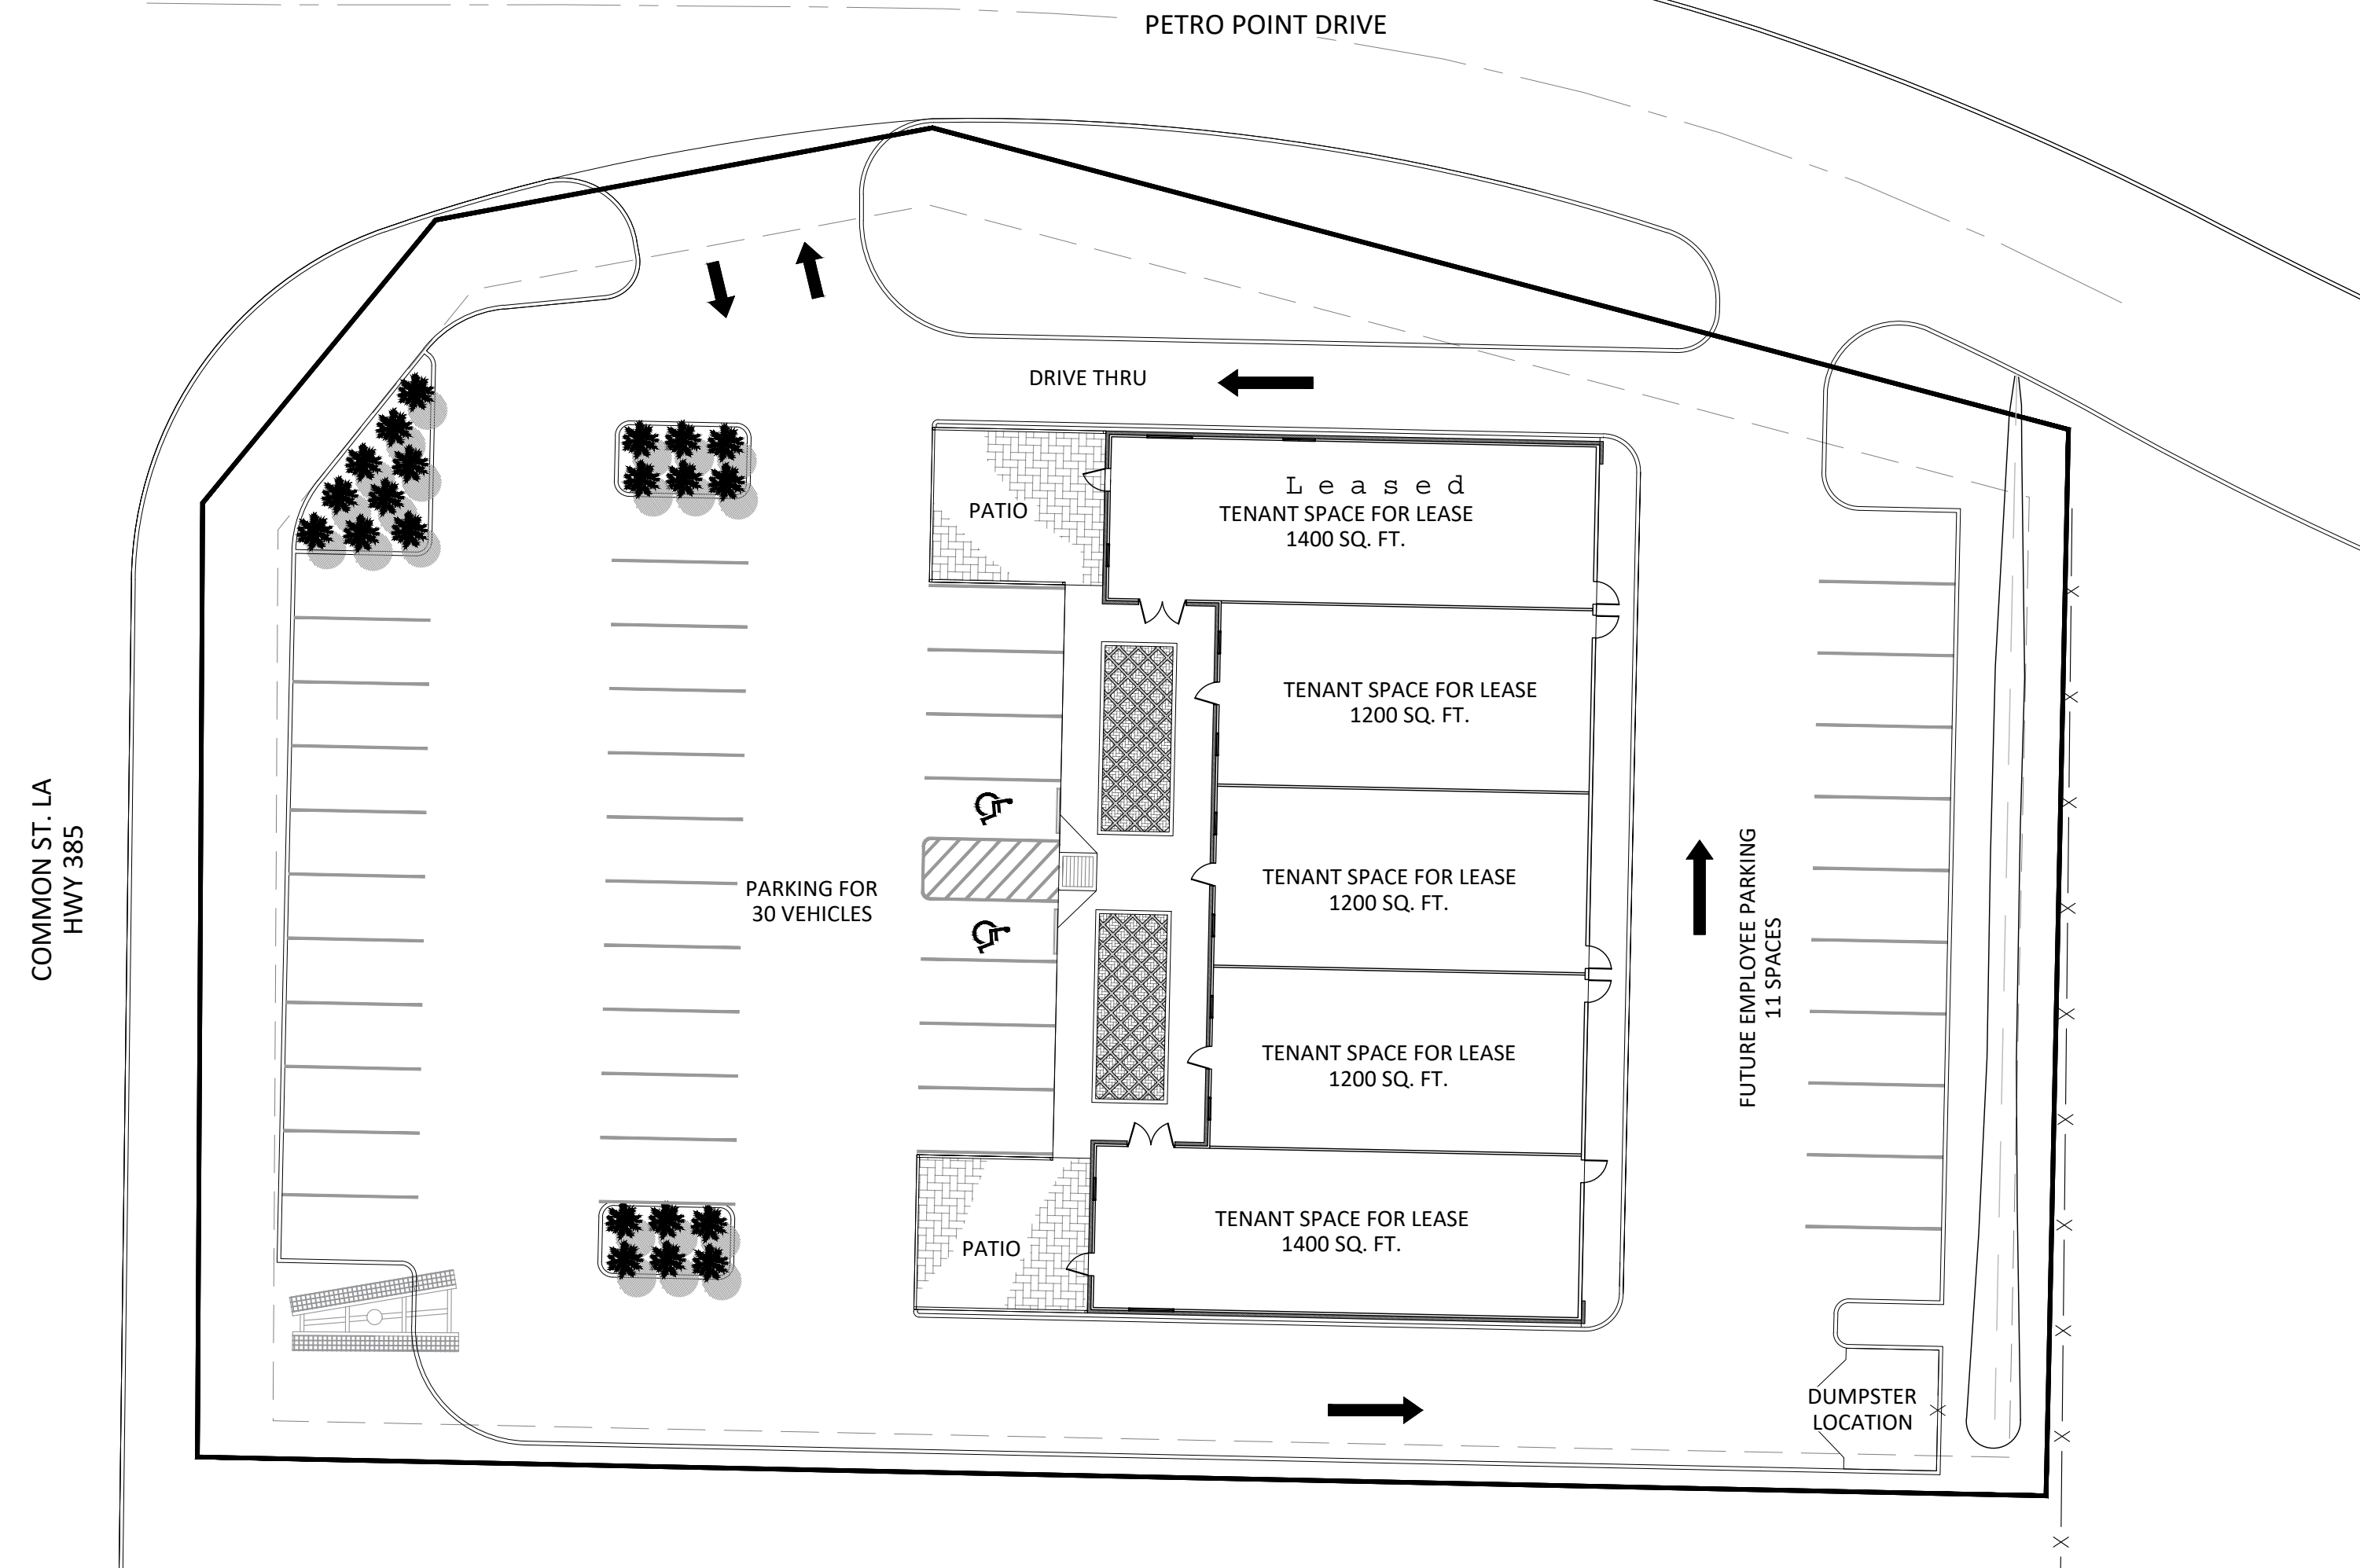 PETRO POINT DRIVE
DRIVE THRU
PATIO
Leased
TENANT SPACE FOR LEASE
1400 SQ. FT.
TENANT SPACE FOR LEASE
1200 SQ. FT.
COMMON ST. LA
HWY 385
PARKING FOR
30 VEHICLES
TENANT SPACE FOR LEASE
1200 SQ. FT.
FUTURE EMPLOYEE PARKING
11 SPACES
TENANT SPACE FOR LEASE
1200 SQ. FT.
PATIO
TENANT SPACE FOR LEASE
1400 SQ. FT.
DUMPSTER
LOCATION